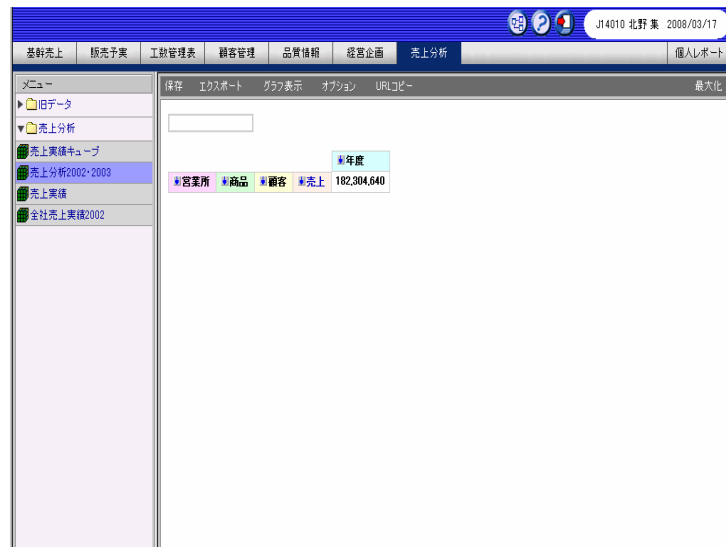 J14010 北野 集 2008/03/17
基幹売上 販売予実 工数管理表 顧客管理 品質情報 経営企画 売上分析 個人レポート
メニュー
保存 エクスポート グラフ表示 オプション URLコピー 最大化
旧データ
売上分析
売上実績キューブ
売上分析2002・2003
売上実績
全社売上実績2002
年度
営業所 商品 顧客 売上 182,304,640